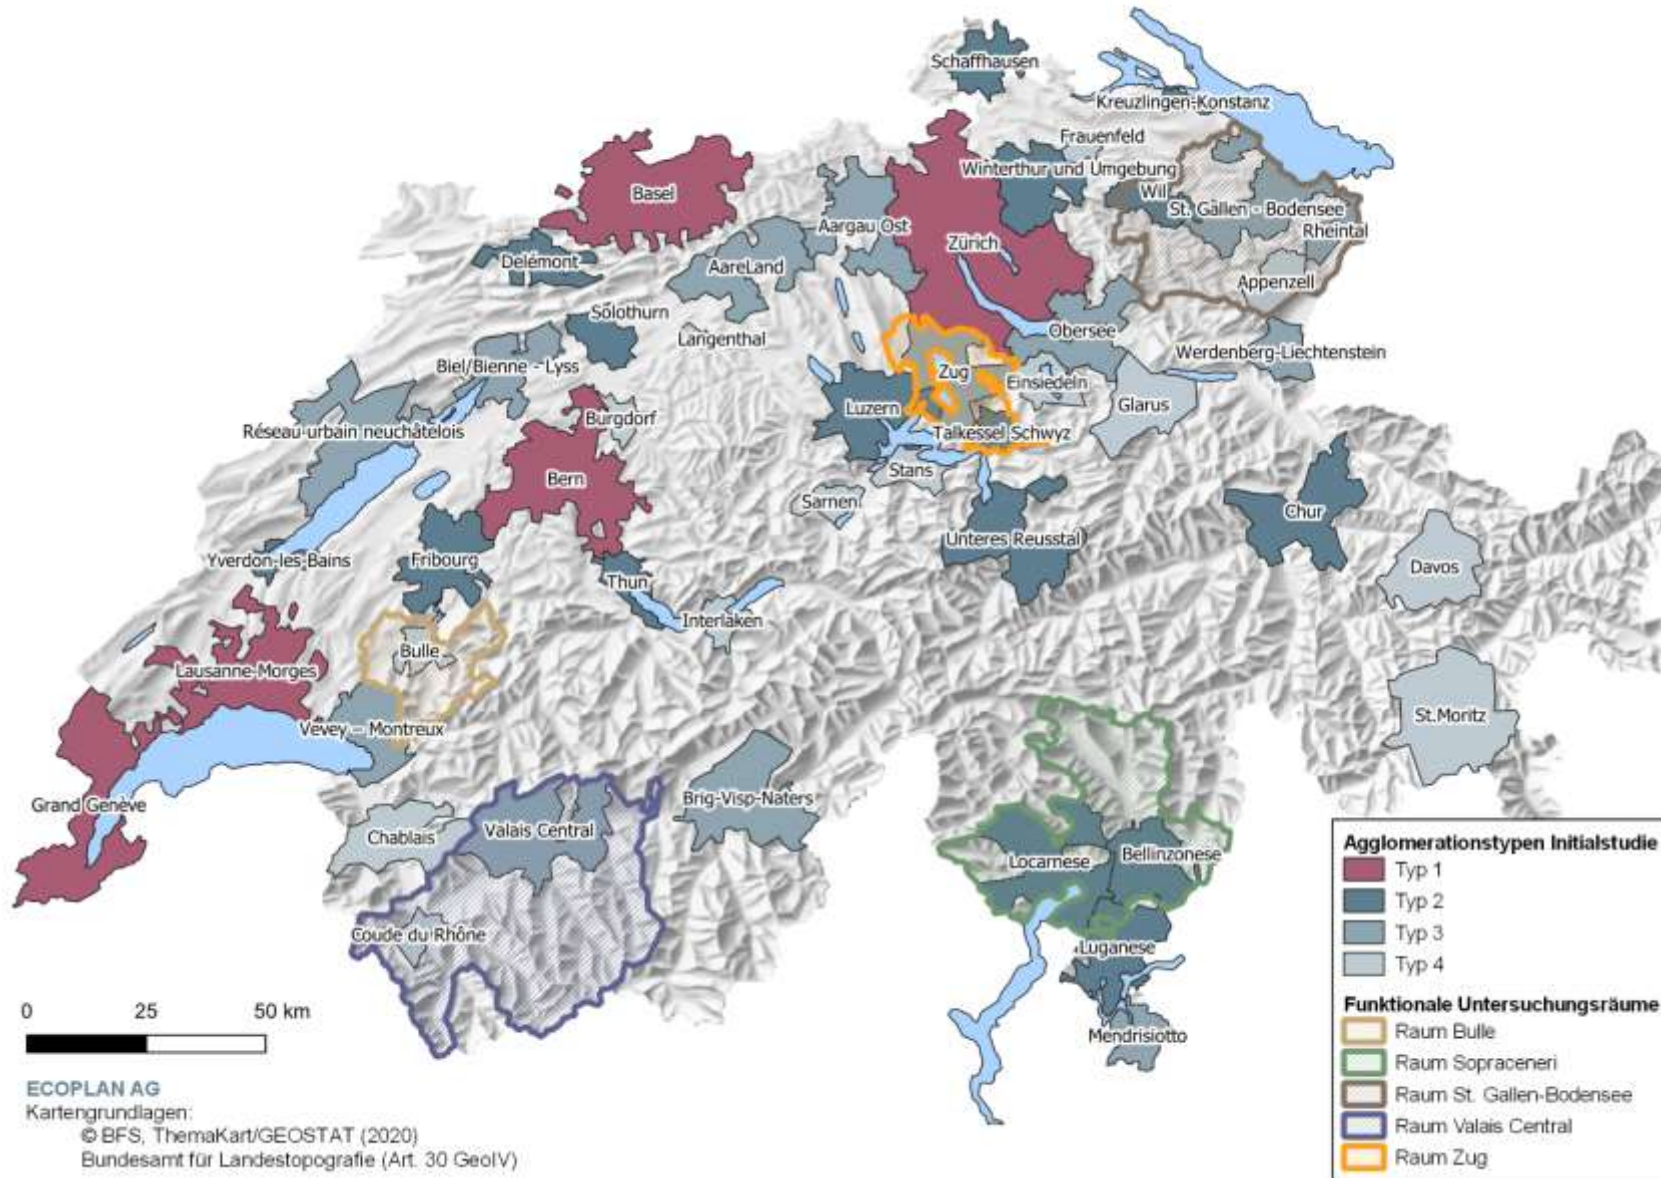 Schaffhausen
Kreuzlingen-Konstanz
Frauenfeld
Winterthur und Umgebung
Wil
Basel
St. Gallen - Bodensee
Aargau Ost
Rheintal
Zürich
Delémont
AareLand
Appenzell
Solothurn
Langenthal
Obersee
Werdenberg-Liechtenstein
Biel/Bienne - Lyss
Zug
Einsiedeln
Glarus
Luzern
Burgdorf
Réseau urbain neuchâtelois
Talkessel Schwyz
Stans
Bern
Sarnen
Chur
Unteres Reusstal
Yverdon-les-Bains
Fribourg
Davos
Thun
Interlaken
Bulle
Lausanne-Morges
St.Moritz
Vevey – Montreux
Grand Genève
Brig-Visp-Naters
Chablais
Valais Central
Locarnese
Bellinzonese
Coude du Rhône
Luganese
Mendrisiotto
0 25 50 km
ECOPLAN AG
Kartengrundlagen:
© BFS, ThemaKart/GEOSTAT (2020)
Bundesamt für Landestopografie (Art. 30 GeoIV)
Agglomerationstypen Initialstudie
Typ 1
Typ 2
Typ 3
Typ 4
Funktionale Untersuchungsräume
Raum Bulle
Raum Sopraceneri
Raum St. Gallen-Bodensee
Raum Valais Central
Raum Zug